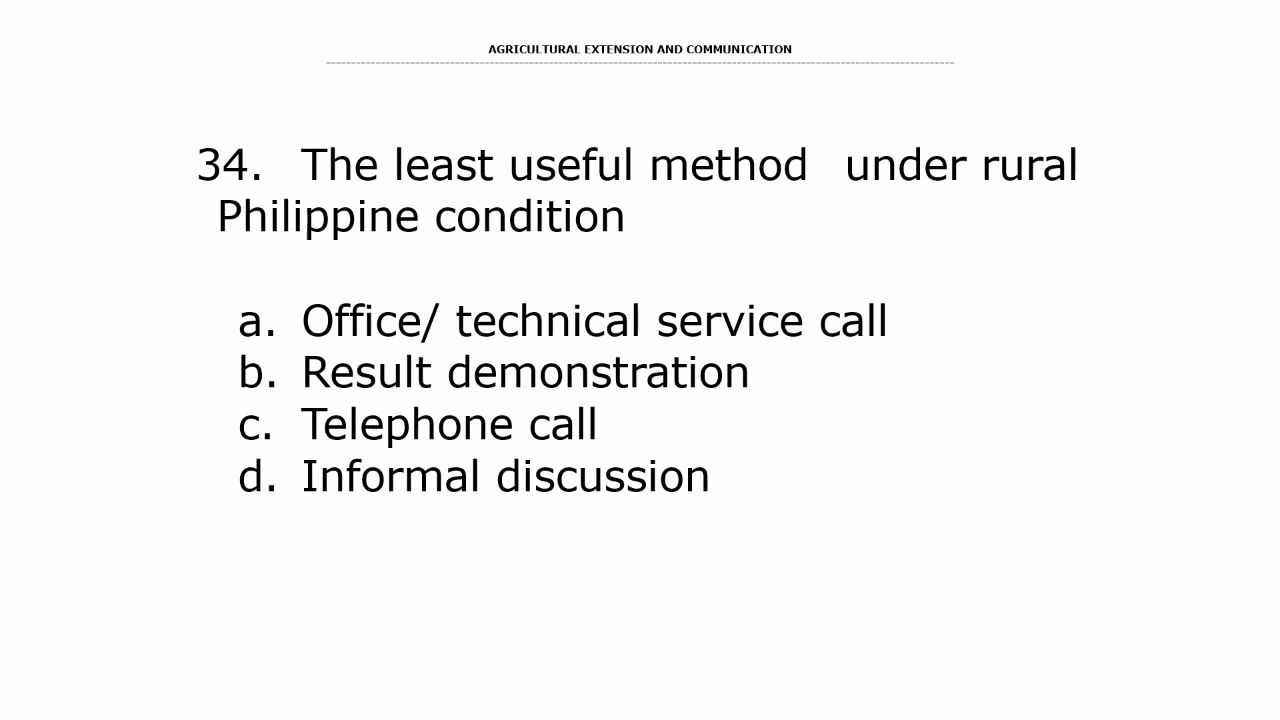 AGRICULTURAL EXTENSION AND COMMUNICATION
34. The least useful method under rural
Philippine condition
a. Office/ technical service call
b. Result demonstration
c. Telephone call
d. Informal discussion